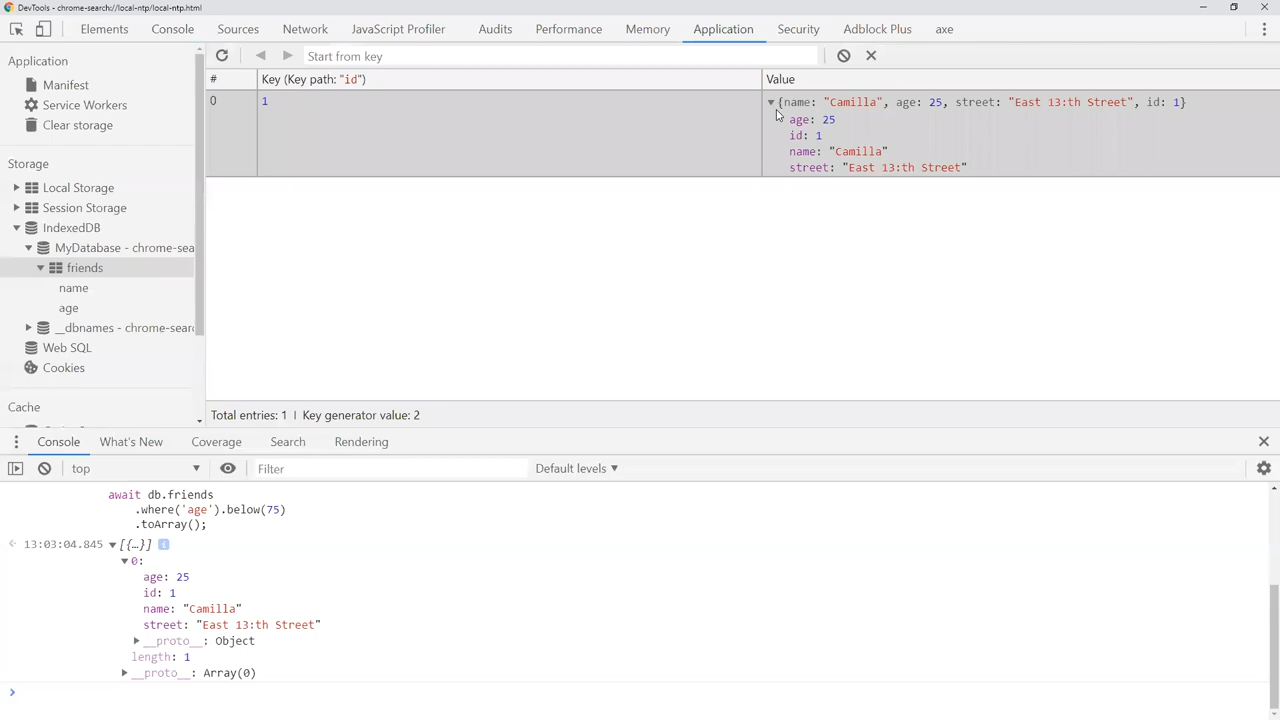 DevTools - chrome-search://local-ntp/local-ntp.html
Elements Console Sources Network JavaScript Profiler Audits Performance Memory Application Security Adblock Plus axe
Application
Manifest
Service Workers
Clear storage
Storage
Local Storage
Session Storage
IndexedDB
MyDatabase - chrome-sea
friends
name
age
__dbnames - chrome-sear
Web SQL
Cookies
Cache
Start from key
# Key (Key path: "id") Value
0 1 {name: "Camilla", age: 25, street: "East 13:th Street", id: 1}
age: 25
id: 1
name: "Camilla"
street: "East 13:th Street"
Total entries: 1 | Key generator value: 2
Console What's New Coverage Search Rendering
top Filter Default levels
await db.friends
.where('age').below(75)
.toArray();
13:03:04.845 [{…}] i
0:
age: 25
id: 1
name: "Camilla"
street: "East 13:th Street"
__proto__: Object
length: 1
__proto__: Array(0)